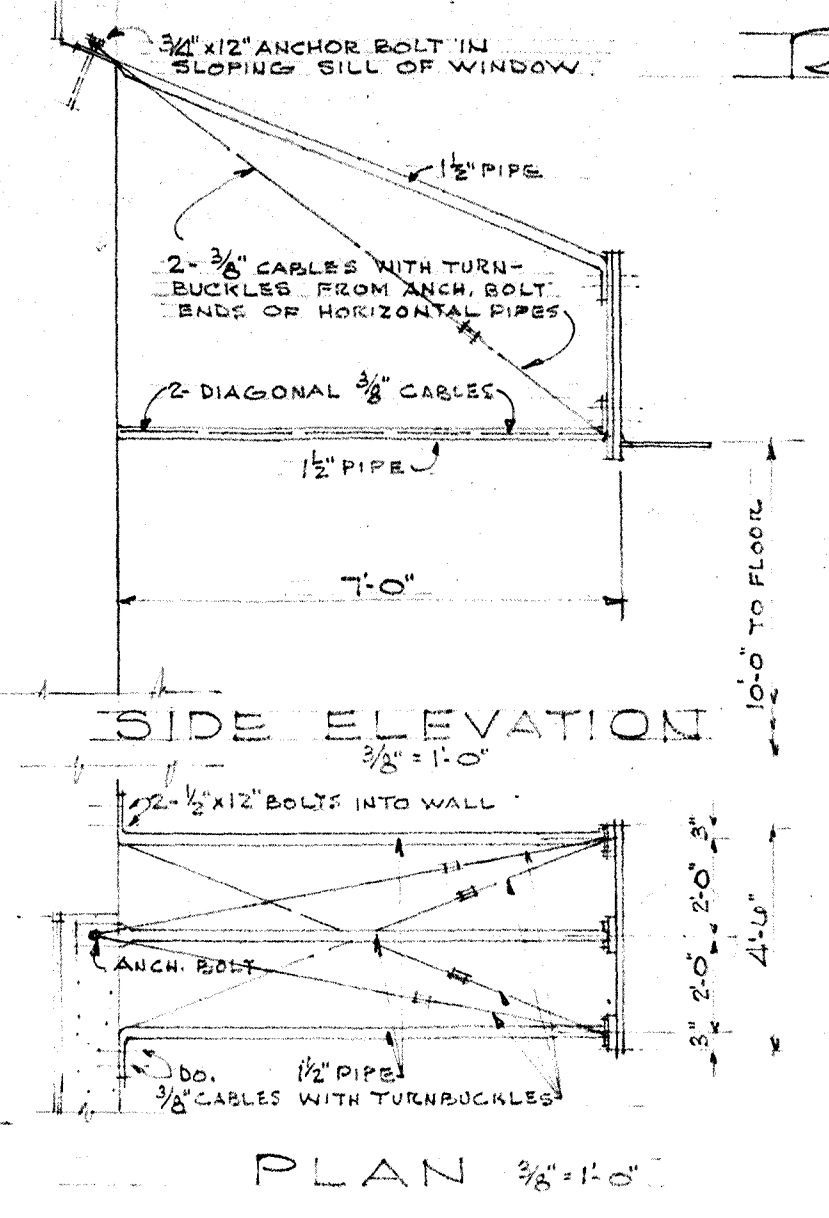 3/4" x 12" ANCHOR BOLT IN
SLOPING SILL OF WINDOW.
1 1/2" PIPE
2- 3/8" CABLES WITH TURN-
BUCKLES FROM ANCH. BOLT
ENDS OF HORIZONTAL PIPES
2- DIAGONAL 3/8" CABLES
1 1/2" PIPE
7'-0"
10'-0" TO FLOOR
SIDE ELEVATION
3/8" = 1'-0"
2- 1/2" x 12" BOLTS INTO WALL
3"
2'-0"
4'-6"
2'-0"
3"
ANCH. BOLT
DO.
1 1/2" PIPE
3/8" CABLES WITH TURNBUCKLES
PLAN 3/8" = 1'-0"